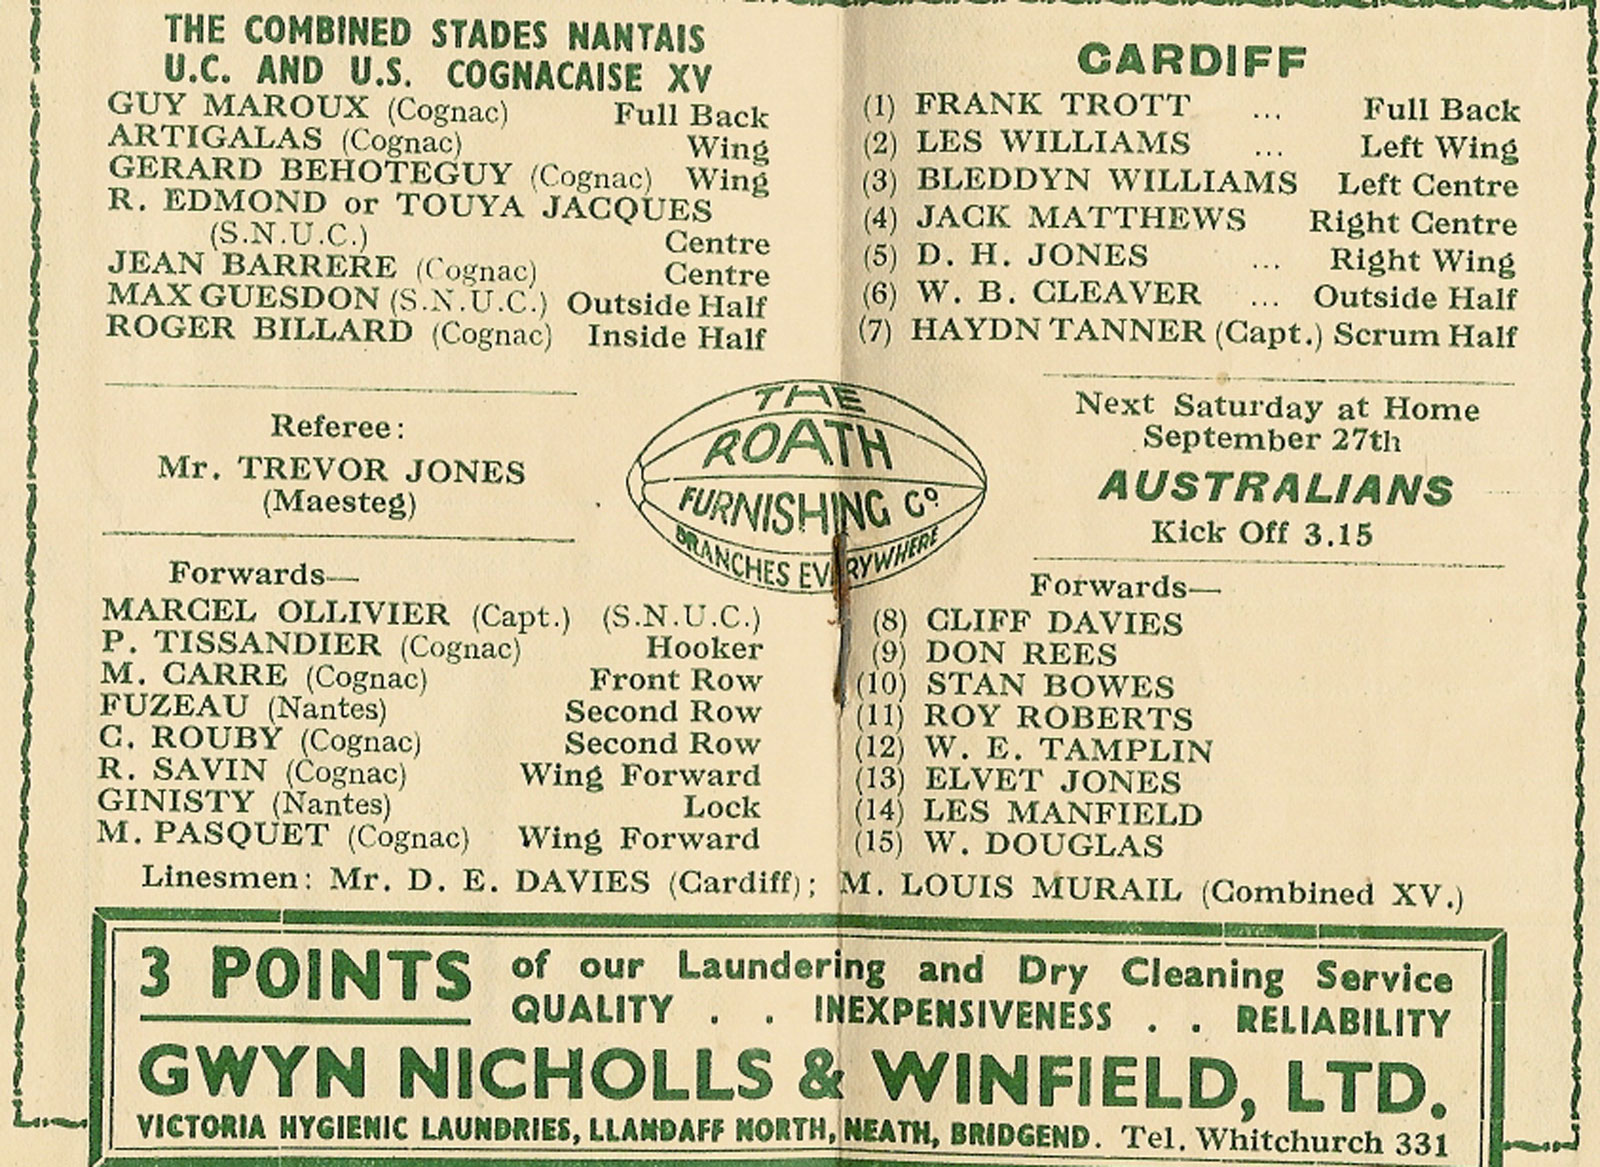 THE COMBINED STADES NANTAIS
U.C. AND U.S. COGNACAISE XV
GUY MAROUX (Cognac) Full Back
ARTIGALAS (Cognac) Wing
GERARD BEHOTEGUY (Cognac) Wing
R. EDMOND or TOUYA JACQUES
(S.N.U.C.) Centre
JEAN BARRERE (Cognac) Centre
MAX GUESDON (S.N.U.C.) Outside Half
ROGER BILLARD (Cognac) Inside Half
Referee:
Mr. TREVOR JONES
(Maesteg)
Forwards—
MARCEL OLLIVIER (Capt.) (S.N.U.C.)
P. TISSANDIER (Cognac) Hooker
M. CARRE (Cognac) Front Row
FUZEAU (Nantes) Second Row
C. ROUBY (Cognac) Second Row
R. SAVIN (Cognac) Wing Forward
GINISTY (Nantes) Lock
M. PASQUET (Cognac) Wing Forward
THE
ROATH
FURNISHING Co
BRANCHES EVERYWHERE
CARDIFF
(1) FRANK TROTT ... Full Back
(2) LES WILLIAMS ... Left Wing
(3) BLEDDYN WILLIAMS Left Centre
(4) JACK MATTHEWS Right Centre
(5) D. H. JONES ... Right Wing
(6) W. B. CLEAVER ... Outside Half
(7) HAYDN TANNER (Capt.) Scrum Half
Next Saturday at Home
September 27th
AUSTRALIANS
Kick Off 3.15
Forwards—
(8) CLIFF DAVIES
(9) DON REES
(10) STAN BOWES
(11) ROY ROBERTS
(12) W. E. TAMPLIN
(13) ELVET JONES
(14) LES MANFIELD
(15) W. DOUGLAS
Linesmen: Mr. D. E. DAVIES (Cardiff); M. LOUIS MURAIL (Combined XV.)
3 POINTS of our Laundering and Dry Cleaning Service
QUALITY . . INEXPENSIVENESS . . RELIABILITY
GWYN NICHOLLS & WINFIELD, LTD.
VICTORIA HYGIENIC LAUNDRIES, LLANDAFF NORTH, NEATH, BRIDGEND. Tel. Whitchurch 331